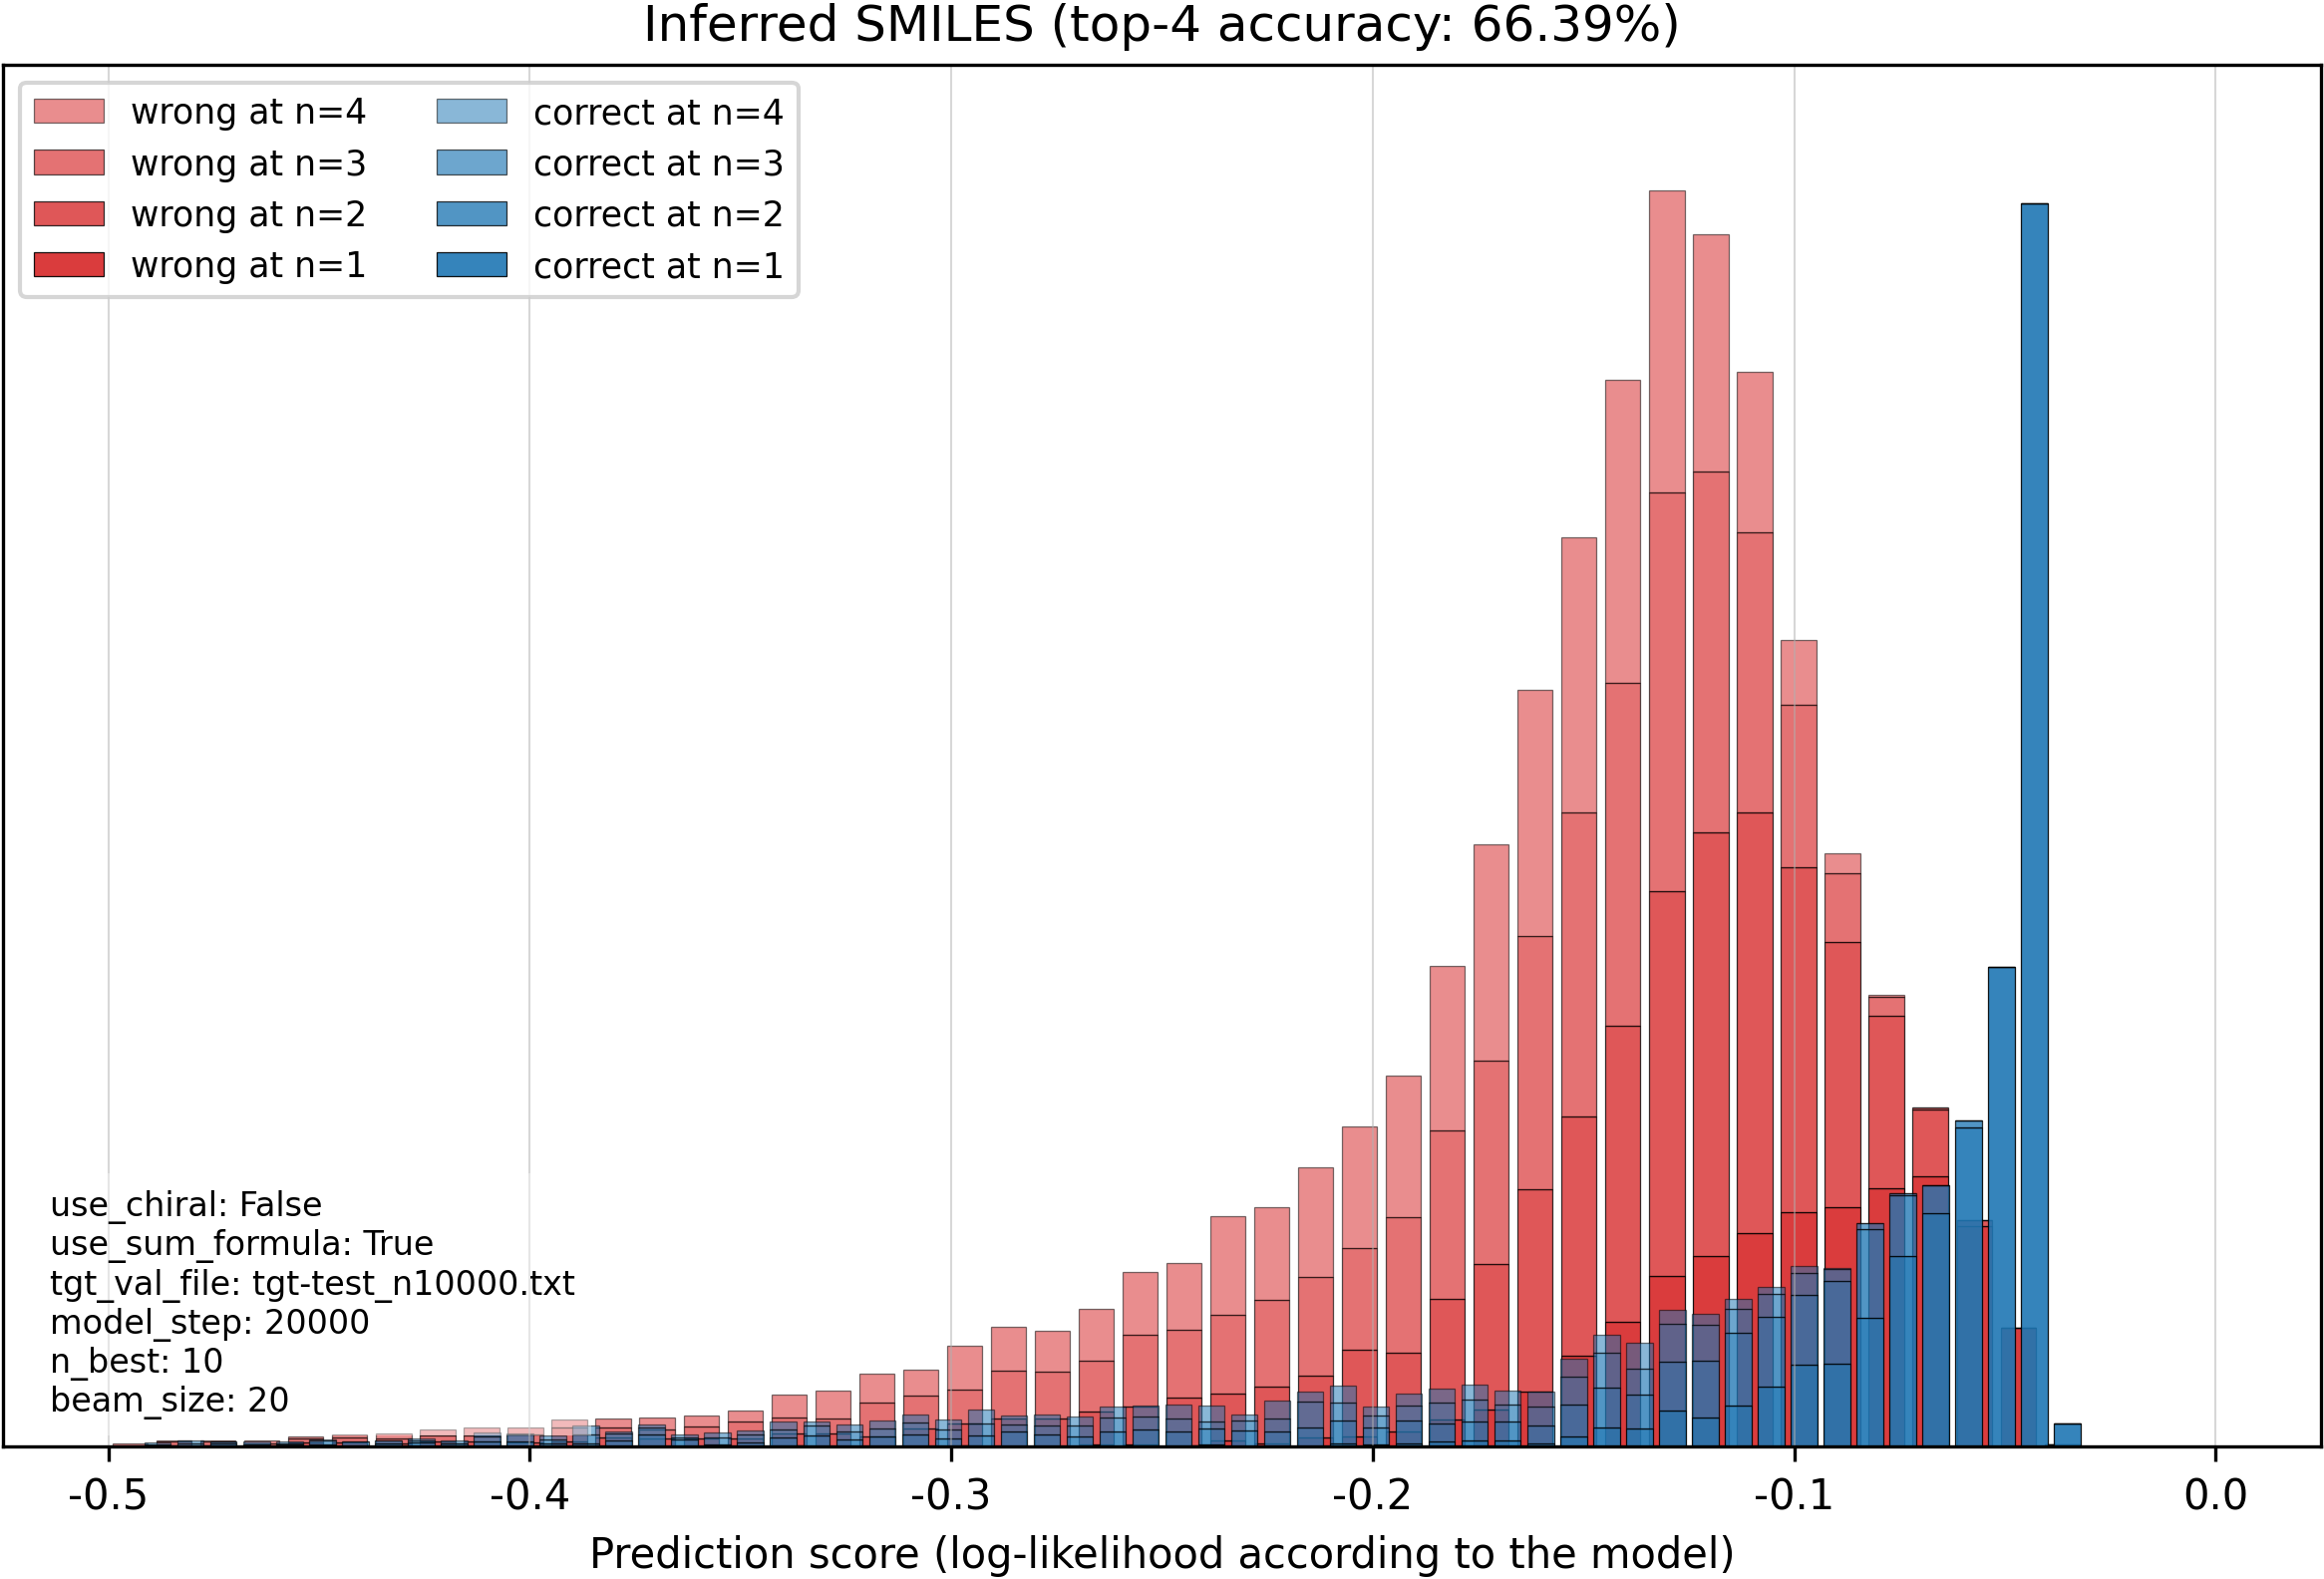 Inferred SMILES (top-4 accuracy: 66.39%)
wrong at n=4
wrong at n=3
wrong at n=2
wrong at n=1
correct at n=4
correct at n=3
correct at n=2
correct at n=1
use_chiral: False
use_sum_formula: True
tgt_val_file: tgt-test_n10000.txt
model_step: 20000
n_best: 10
beam_size: 20
-0.5 -0.4 -0.3 -0.2 -0.1 0.0
Prediction score (log-likelihood according to the model)